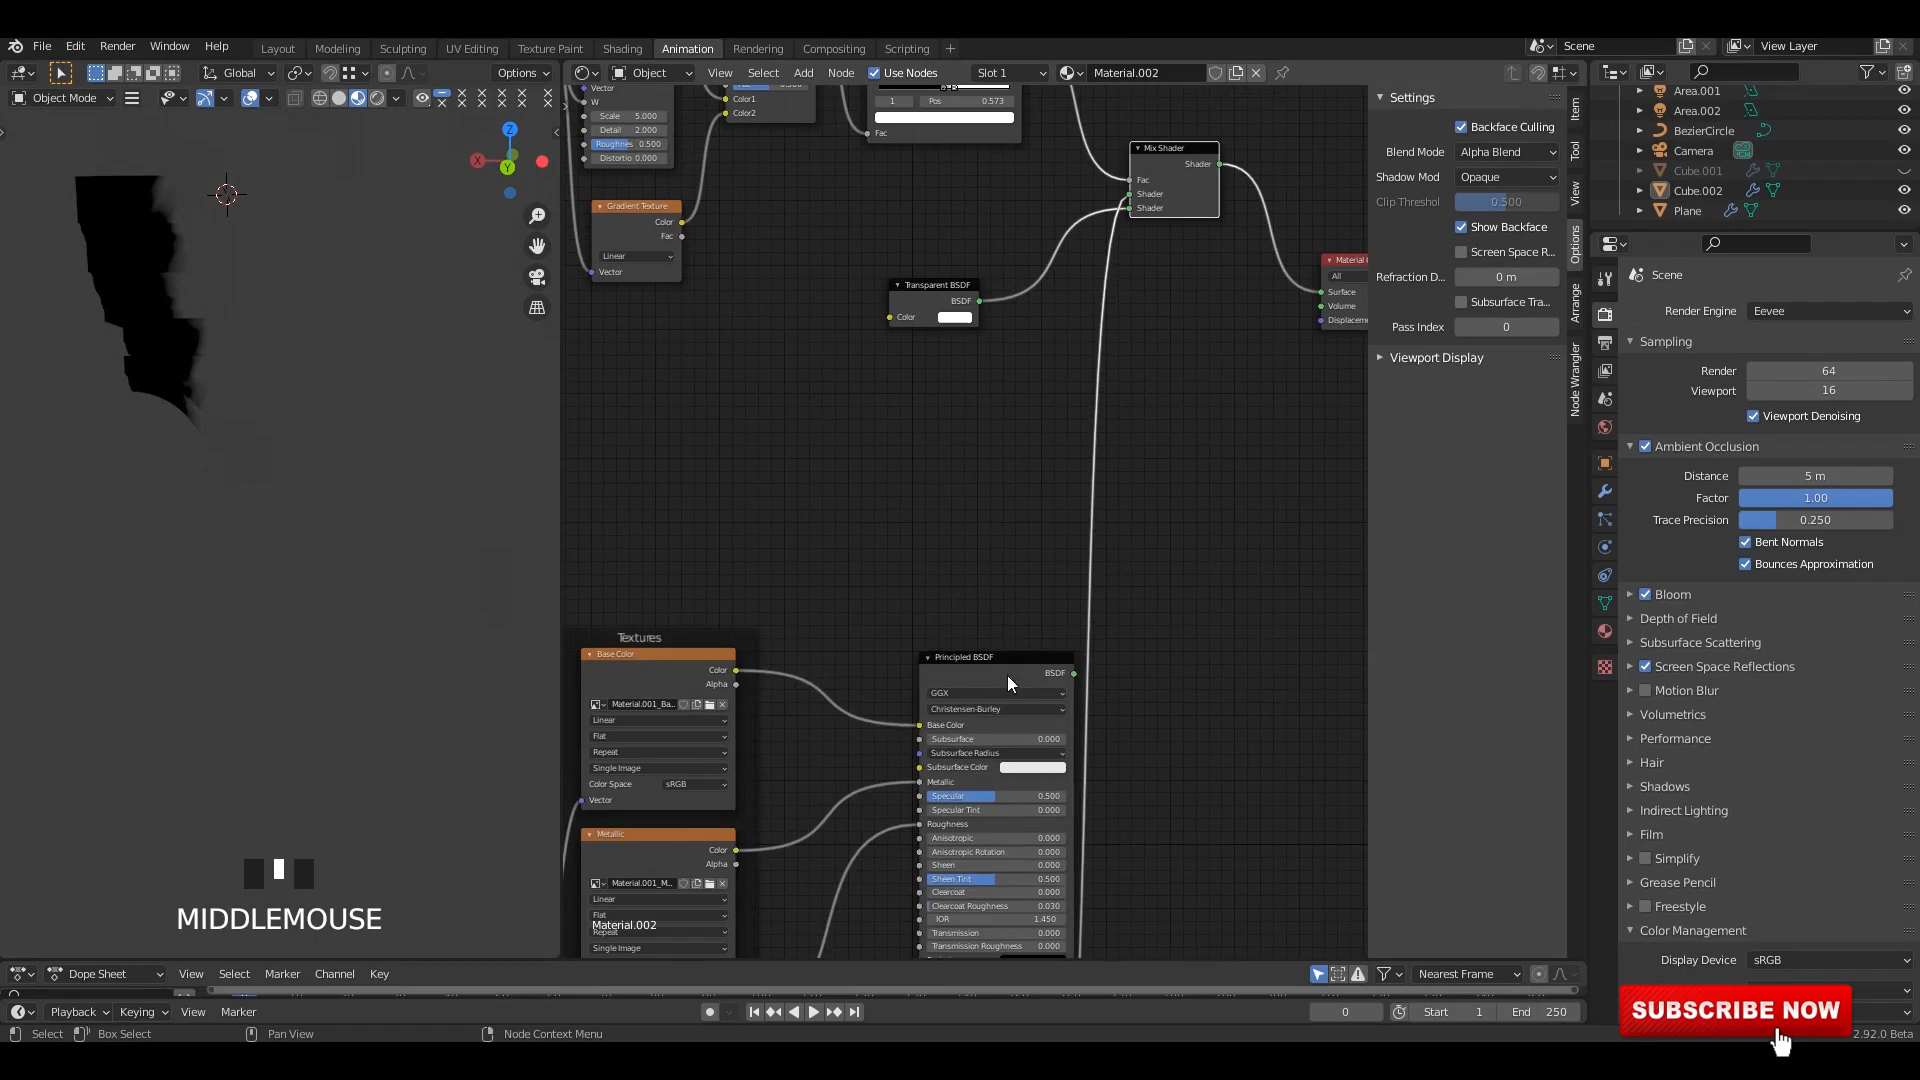 File Edit Render Window Help Layout Modeling Sculpting UV Editing Texture Paint Shading Animation Rendering Compositing Scripting Scene View Layer
Global Options Object View Select Add Node Use Nodes Slot 1 Material.002
Object Mode
Vector
W
Scale 5.000
Detail 2.000
Roughnes 0.500
Distortio 0.000
Color1
Color2
1 Pos 0.573
Fac
Gradient Texture
Color
Fac
Linear
Vector
Transparent BSDF
BSDF
Color
Mix Shader
Shader
Fac
Shader
Shader
All
Surface
Volume
Displaceme
Settings
Backface Culling
Blend Mode Alpha Blend
Shadow Mod Opaque
Clip Threshol 0.500
Show Backface
Screen Space R...
Refraction D... 0 m
Subsurface Tra...
Pass Index 0
Viewport Display
Item
Tool
View
Options
Arrange
Node Wrangler
Textures
Base Color
Color
Alpha
Material.001_Ba...
Linear
Flat
Repeat
Single Image
Color Space sRGB
Vector
Metallic
Color
Alpha
Material.001_M...
Linear
Flat
Repeat
Single Image
Material.002
Principled BSDF
BSDF
GGX
Christensen-Burley
Base Color
Subsurface 0.000
Subsurface Radius
Subsurface Color
Metallic
Specular 0.500
Specular Tint 0.000
Roughness
Anisotropic 0.000
Anisotropic Rotation 0.000
Sheen 0.000
Sheen Tint 0.500
Clearcoat 0.000
Clearcoat Roughness 0.030
IOR 1.450
Transmission 0.000
Transmission Roughness 0.000
MIDDLEMOUSE
Area.001
Area.002
BezierCircle
Camera
Cube.001
Cube.002
Plane
Scene
Render Engine Eevee
Sampling
Render 64
Viewport 16
Viewport Denoising
Ambient Occlusion
Distance 5 m
Factor 1.00
Trace Precision 0.250
Bent Normals
Bounces Approximation
Bloom
Depth of Field
Subsurface Scattering
Screen Space Reflections
Motion Blur
Volumetrics
Performance
Hair
Shadows
Indirect Lighting
Film
Simplify
Grease Pencil
Freestyle
Color Management
Display Device sRGB
Dope Sheet View Select Marker Channel Key Nearest Frame
Playback Keying View Marker 0 Start 1 End 250
Select Box Select Pan View Node Context Menu 2.92.0 Beta
SUBSCRIBE NOW
X
Y
Z